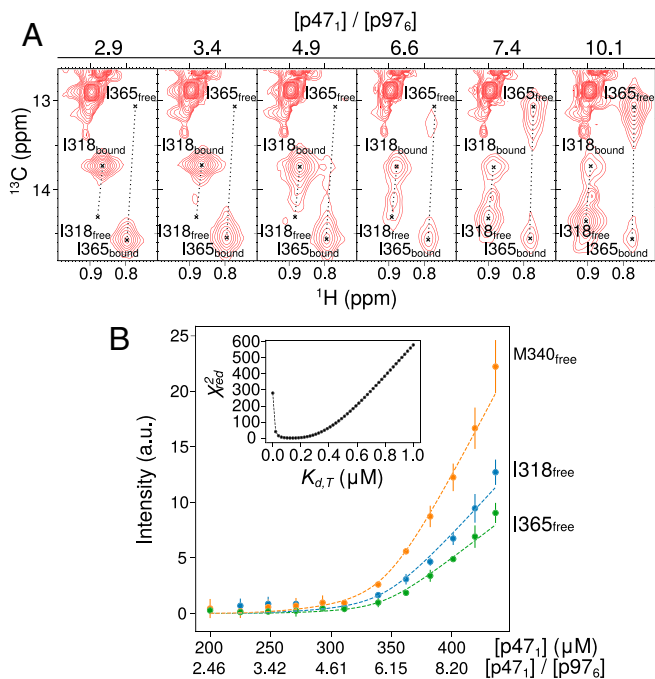 A
[p47₁] / [p97₆]
2.9 3.4 4.9 6.6 7.4 10.1
I365free I365free I365free I365free I365free I365free
13
I318bound I318bound I318bound I318bound I318bound I318bound
¹³C (ppm)
14
I318free I318free I318free I318free I318free I318free
I365bound I365bound I365bound I365bound I365bound I365bound
0.9 0.8 0.9 0.8 0.9 0.8 0.9 0.8 0.9 0.8 0.9 0.8
¹H (ppm)
B
25
20
15
10
5
0
Intensity (a.u.)
600
500
400
300
200
100
0
χ²red
0.0 0.2 0.4 0.6 0.8 1.0
Kd,T (μM)
M340free
I318free
I365free
200 250 300 350 400 [p47₁] (μM)
2.46 3.42 4.61 6.15 8.20 [p47₁] / [p97₆]